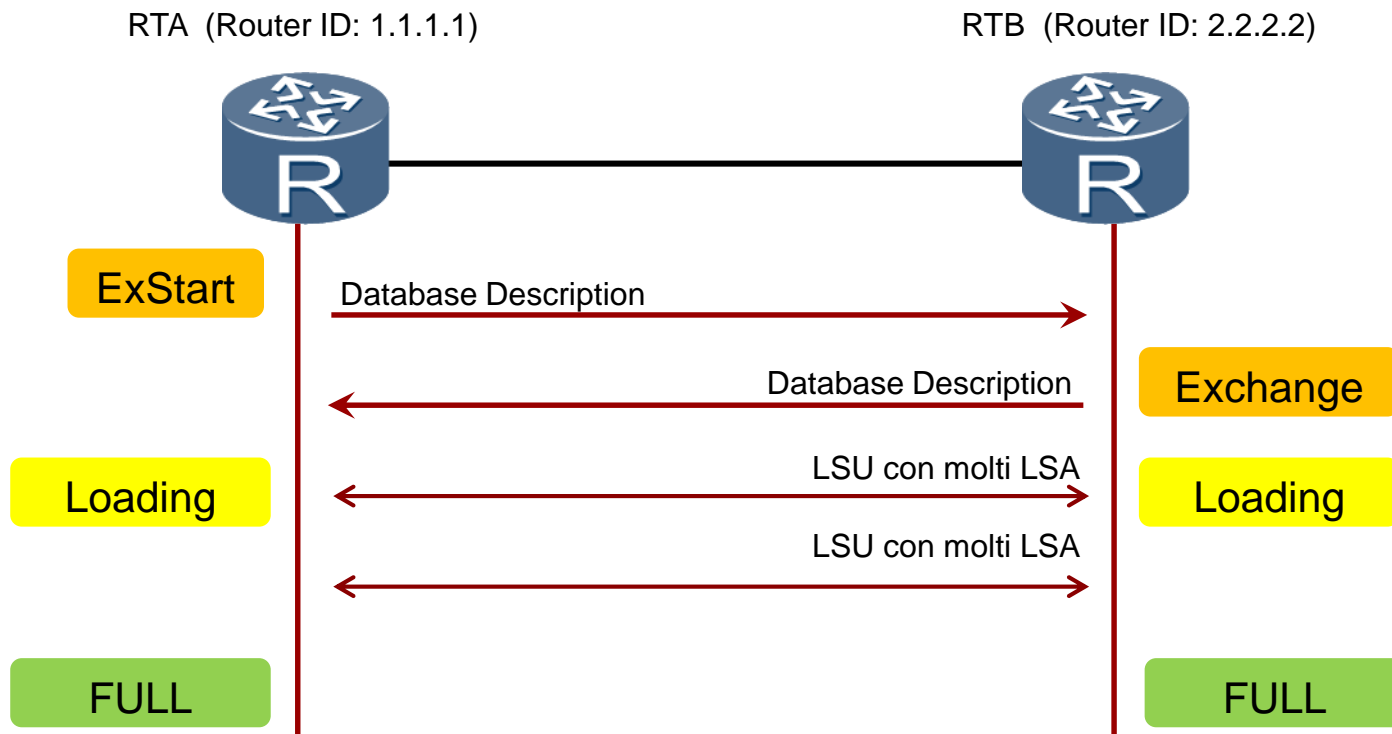 RTA (Router ID: 1.1.1.1)
RTB (Router ID: 2.2.2.2)
R
R
ExStart
Database Description
Database Description
Exchange
LSU con molti LSA
Loading
Loading
LSU con molti LSA
FULL
FULL